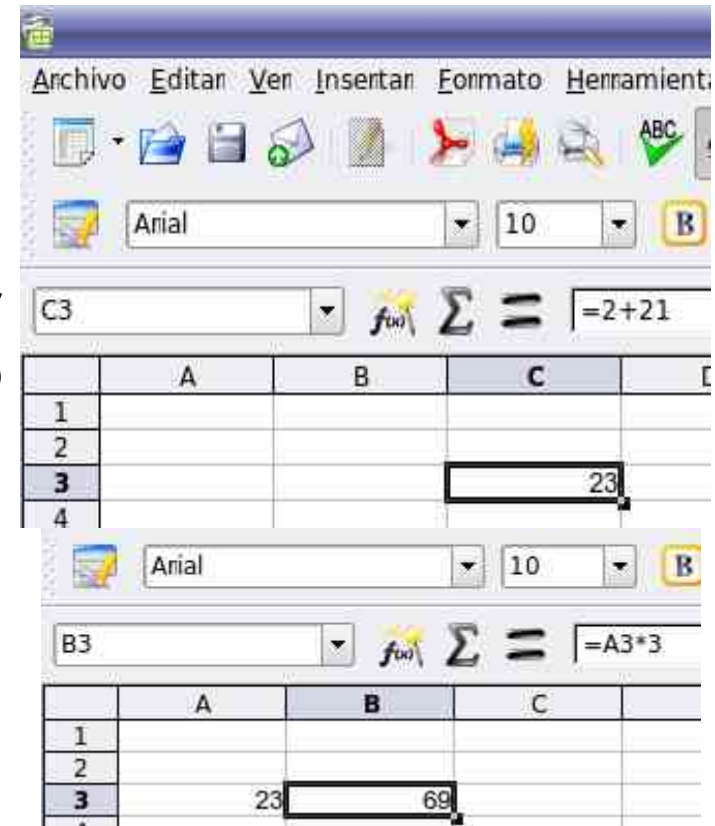 Archivo Editar Ver Insertar Formato Herramienta
ABC
Arial 10 B
C3 f(x) Σ = =2+21
A B C
1
2
3 23
4
Arial 10 B
B3 f(x) Σ = =A3*3
A B C
1
2
3 23 69